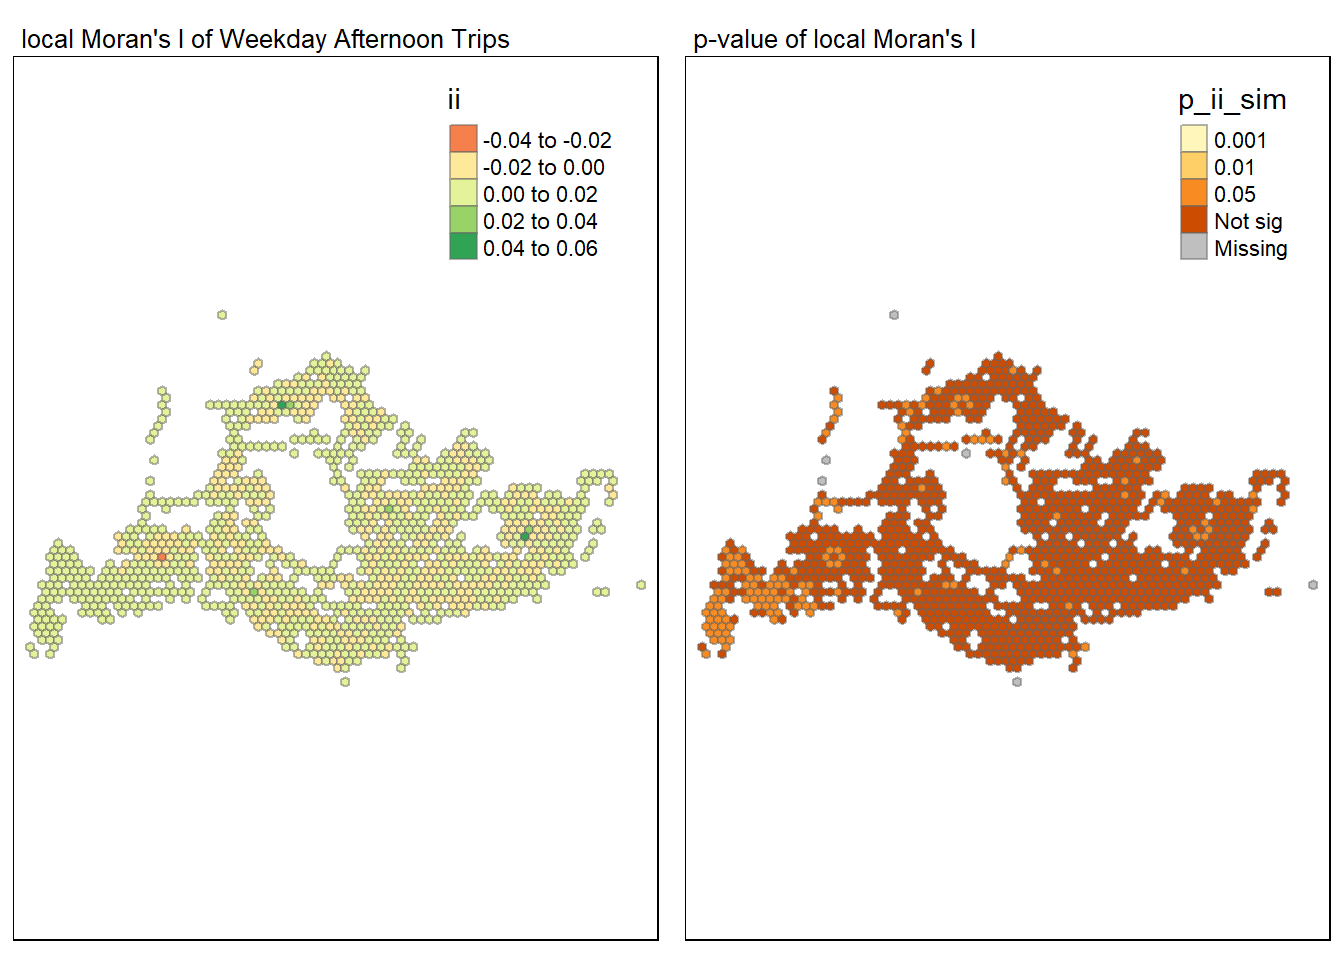 local Moran's I of Weekday Afternoon Trips
ii
-0.04 to -0.02
-0.02 to 0.00
0.00 to 0.02
0.02 to 0.04
0.04 to 0.06
p-value of local Moran's I
p_ii_sim
0.001
0.01
0.05
Not sig
Missing